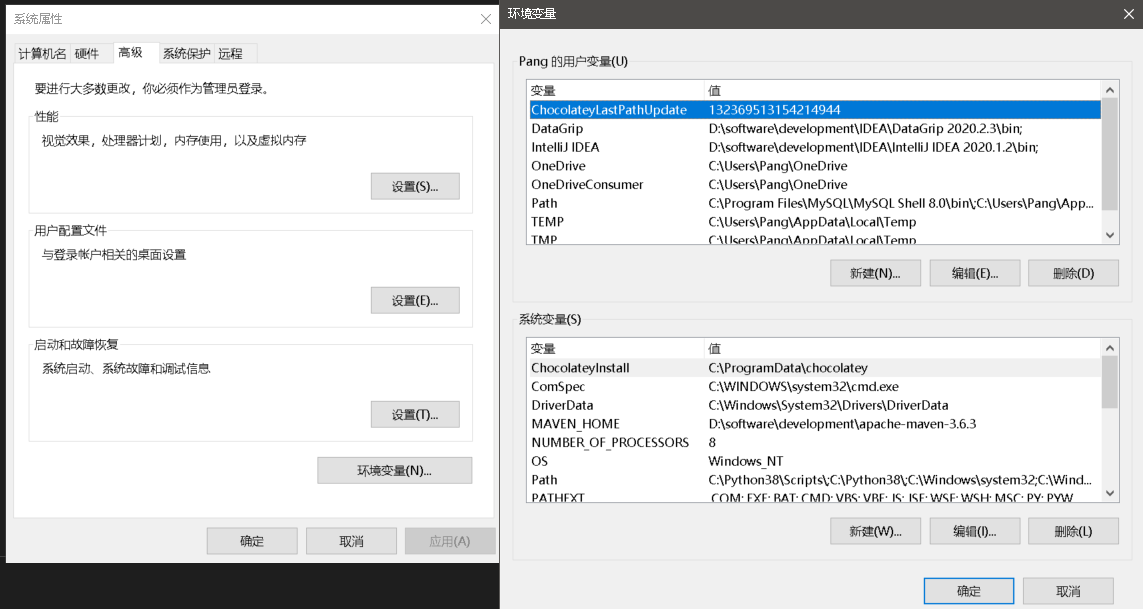 系统属性
计算机名 硬件 高级 系统保护 远程
要进行大多数更改，你必须作为管理员登录。
性能
视觉效果，处理器计划，内存使用，以及虚拟内存
设置(S)...
用户配置文件
与登录帐户相关的桌面设置
设置(E)...
启动和故障恢复
系统启动、系统故障和调试信息
设置(T)...
环境变量(N)...
确定 取消 应用(A)
环境变量
Pang 的用户变量(U)
变量 值
ChocolateyLastPathUpdate 132369513154214944
DataGrip D:\software\development\IDEA\DataGrip 2020.2.3\bin;
IntelliJ IDEA D:\software\development\IDEA\IntelliJ IDEA 2020.1.2\bin;
OneDrive C:\Users\Pang\OneDrive
OneDriveConsumer C:\Users\Pang\OneDrive
Path C:\Program Files\MySQL\MySQL Shell 8.0\bin\;C:\Users\Pang\App...
TEMP C:\Users\Pang\AppData\Local\Temp
TMP C:\Users\Pang\AppData\Local\Temp
新建(N)... 编辑(E)... 删除(D)
系统变量(S)
变量 值
ChocolateyInstall C:\ProgramData\chocolatey
ComSpec C:\WINDOWS\system32\cmd.exe
DriverData C:\Windows\System32\Drivers\DriverData
MAVEN_HOME D:\software\development\apache-maven-3.6.3
NUMBER_OF_PROCESSORS 8
OS Windows_NT
Path C:\Python38\Scripts\;C:\Python38\;C:\Windows\system32;C:\Wind...
PATHEXT .COM;.EXE;.BAT;.CMD;.VBS;.VBE;.JS;.JSE;.WSF;.WSH;.MSC;.PY;.PYW
新建(W)... 编辑(I)... 删除(L)
确定 取消